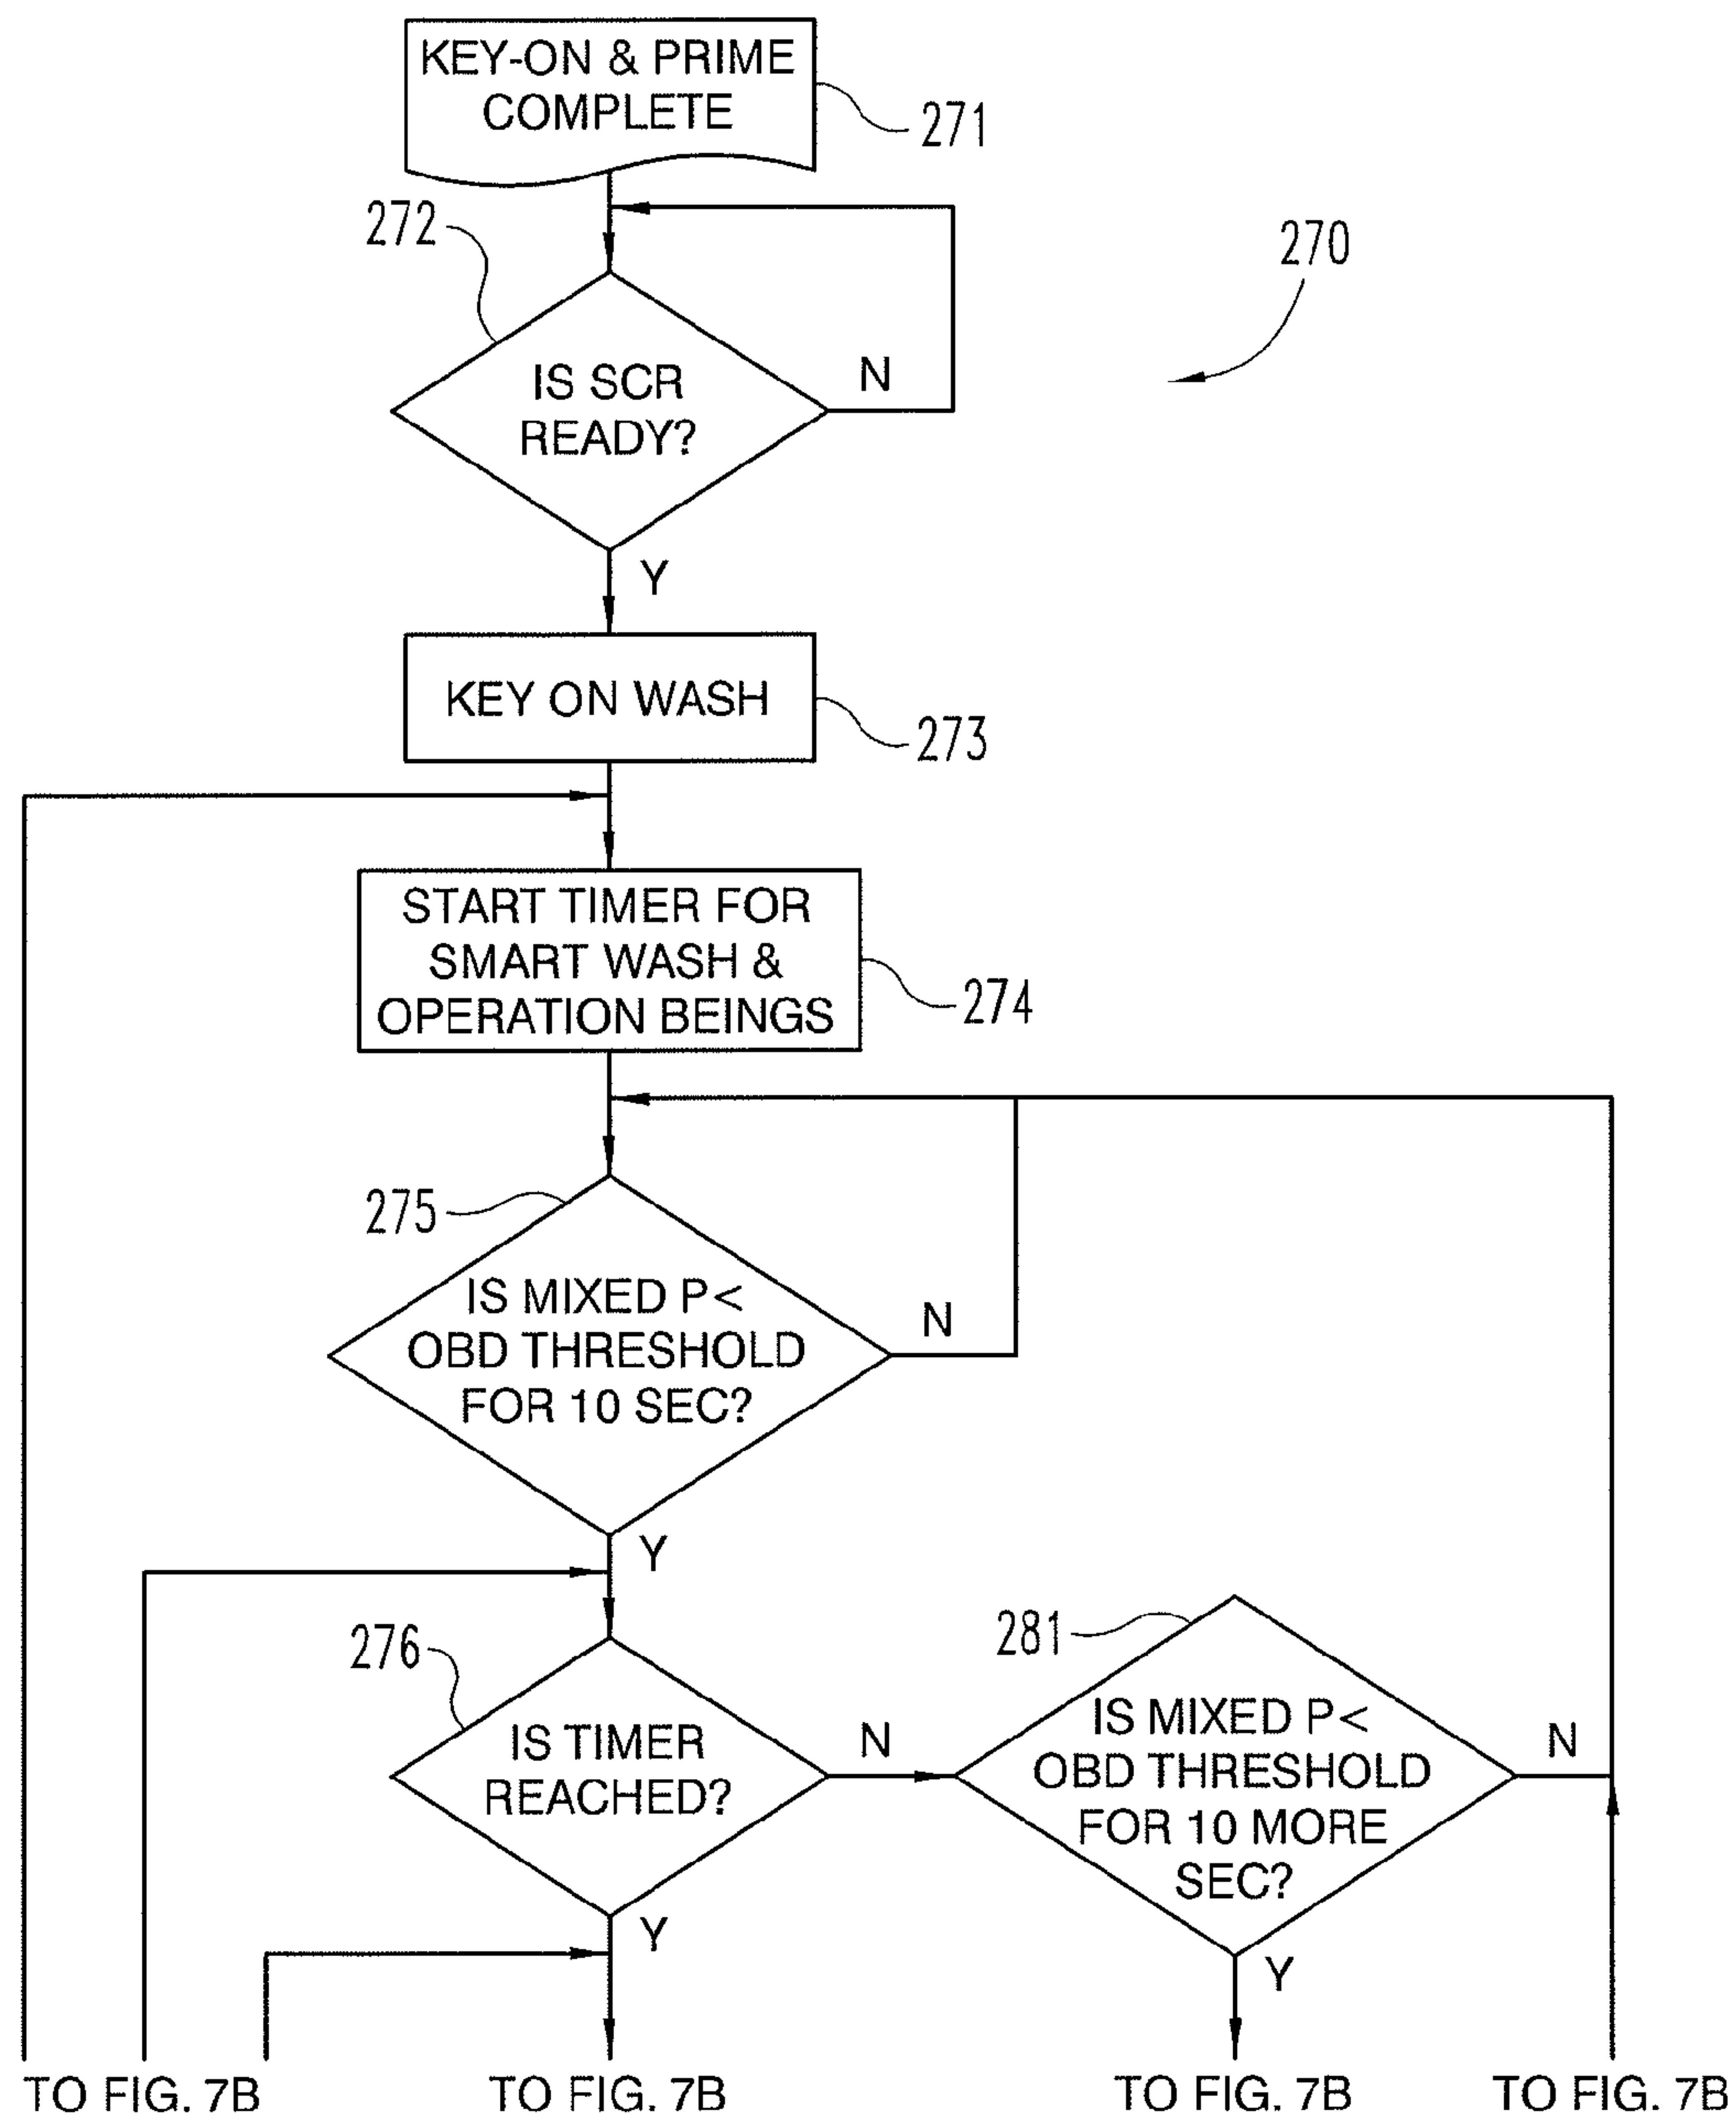 KEY-ON & PRIME
COMPLETE
271
272
270
IS SCR
READY?
N
Y
KEY ON WASH
273
START TIMER FOR
SMART WASH &
OPERATION BEINGS
274
275
IS MIXED P<
OBD THRESHOLD
FOR 10 SEC?
N
Y
276
IS TIMER
REACHED?
N
Y
281
IS MIXED P<
OBD THRESHOLD
FOR 10 MORE
SEC?
N
Y
TO FIG. 7B
TO FIG. 7B
TO FIG. 7B
TO FIG. 7B